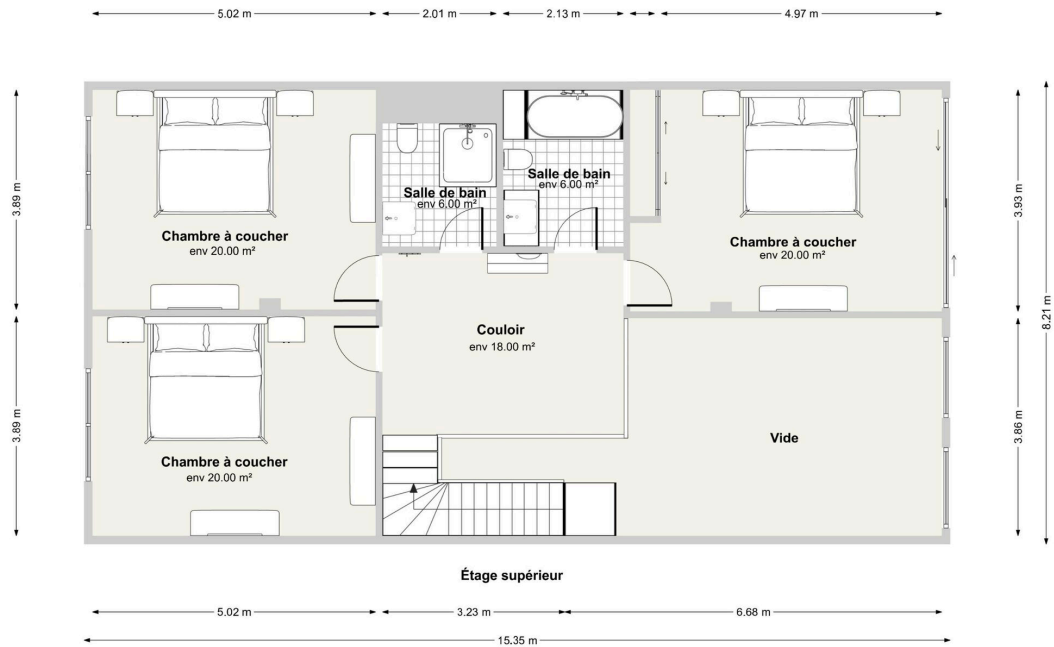 5.02 m
2.01 m
2.13 m
4.97 m
3.89 m
3.93 m
8.21 m
Salle de bain
env 6.00 m²
Salle de bain
env 6.00 m²
Chambre à coucher
env 20.00 m²
Chambre à coucher
env 20.00 m²
Couloir
env 18.00 m²
3.89 m
3.86 m
Vide
Chambre à coucher
env 20.00 m²
Étage supérieur
5.02 m
3.23 m
6.68 m
15.35 m